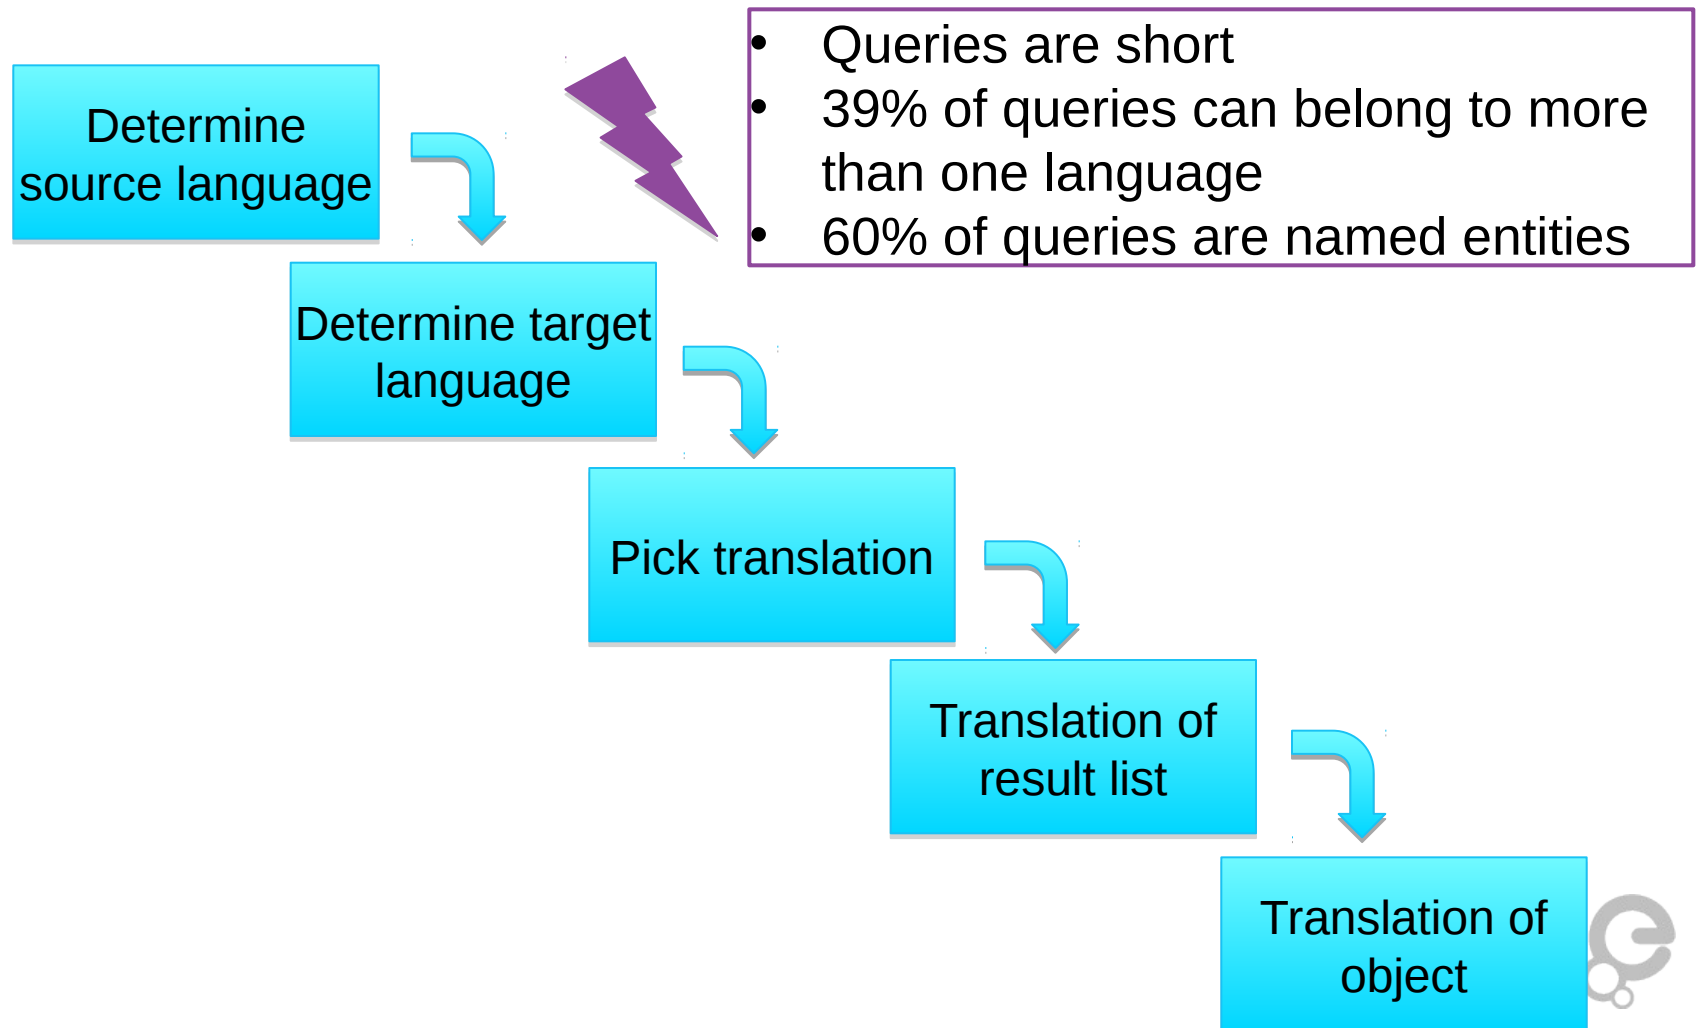 • Queries are short
• 39% of queries can belong to more
than one language
• 60% of queries are named entities
Determine
source language
Determine target
language
Pick translation
Translation of
result list
Translation of
object